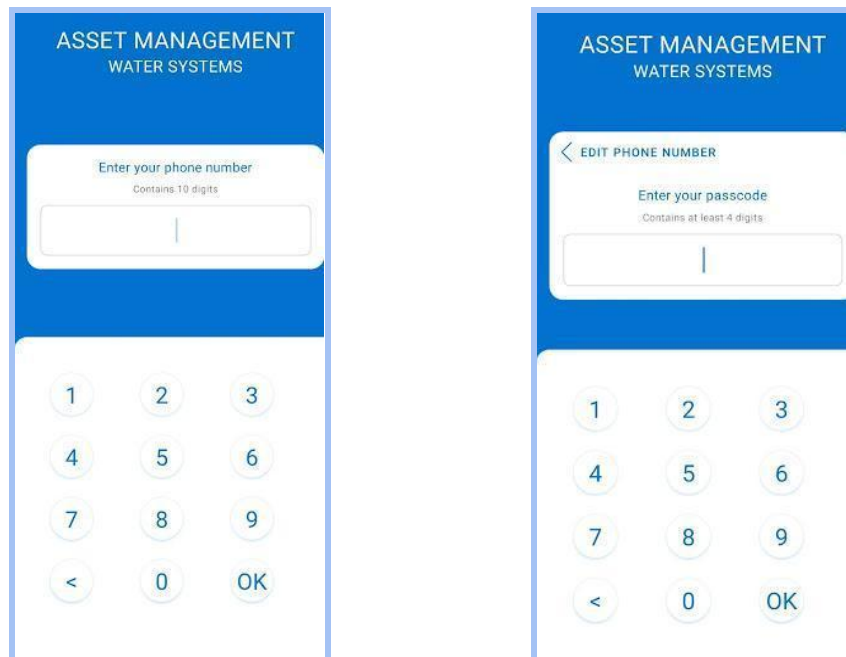 ASSET MANAGEMENT
WATER SYSTEMS
Enter your phone number
Contains 10 digits
1 2 3
4 5 6
7 8 9
< 0 OK
ASSET MANAGEMENT
WATER SYSTEMS
< EDIT PHONE NUMBER
Enter your passcode
Contains at least 4 digits
1 2 3
4 5 6
7 8 9
< 0 OK